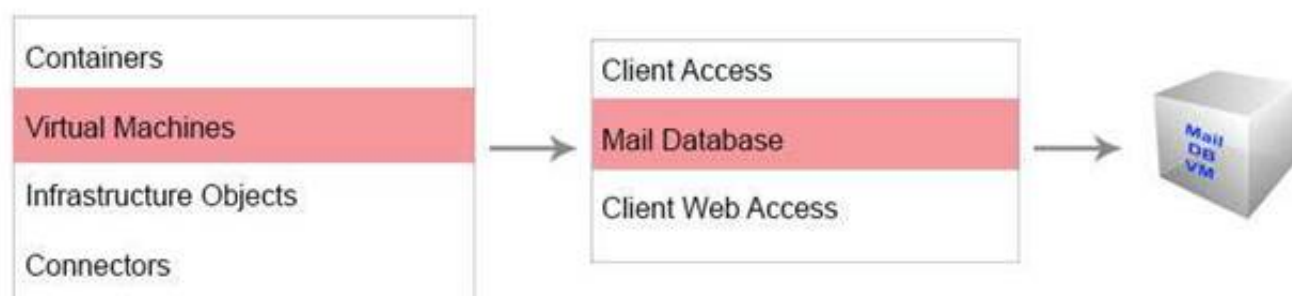 Containers
Virtual Machines
Infrastructure Objects
Connectors
Client Access
Mail Database
Client Web Access
Mail
DB
VM